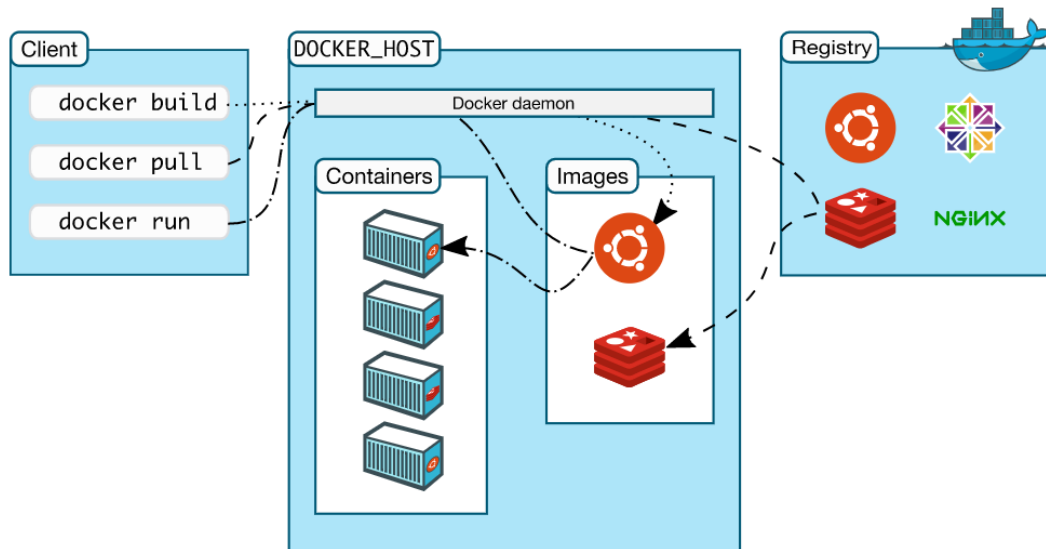 Client
docker build
docker pull
docker run
DOCKER_HOST
Docker daemon
Containers
Images
Registry
NGiNX